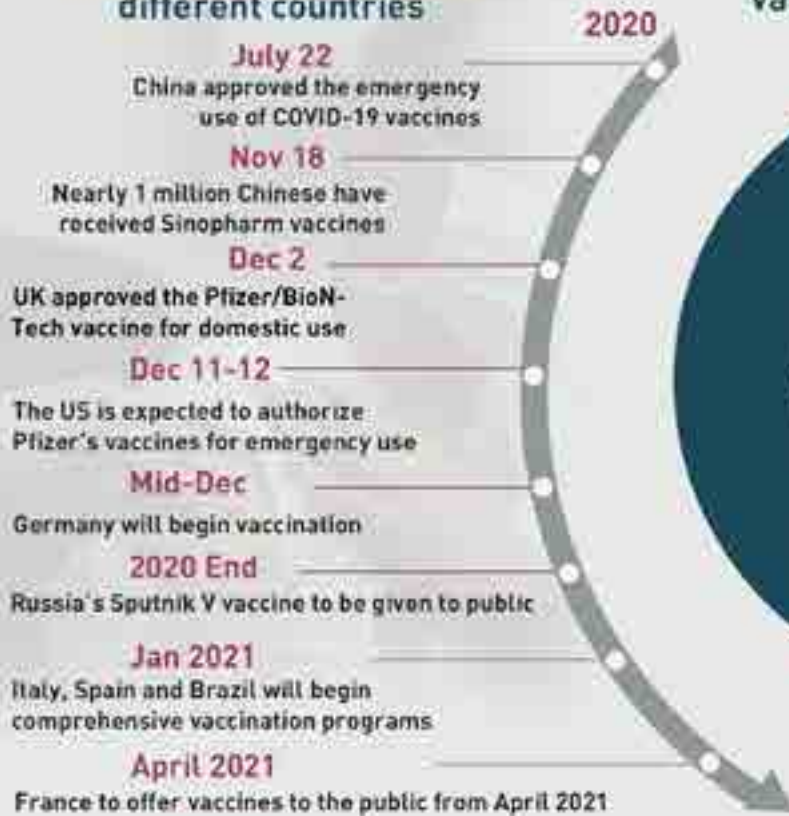 different countries
2020
July 22
China approved the emergency
use of COVID-19 vaccines
Nov 18
Nearly 1 million Chinese have
received Sinopharm vaccines
Dec 2
UK approved the Pfizer/BioN-
Tech vaccine for domestic use
Dec 11-12
The US is expected to authorize
Pfizer's vaccines for emergency use
Mid-Dec
Germany will begin vaccination
2020 End
Russia's Sputnik V vaccine to be given to public
Jan 2021
Italy, Spain and Brazil will begin
comprehensive vaccination programs
April 2021
France to offer vaccines to the public from April 2021